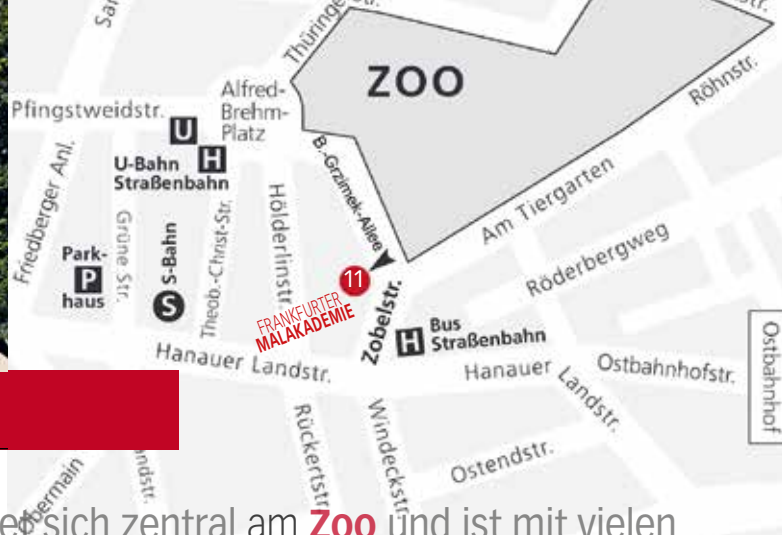 Thüringer Str.
ZOO
Röhnstr.
Alfred-
Brehm-
Platz
Pfingstweidstr.
U
H
U-Bahn
Straßenbahn
B.-Grzimek-Allee
Am Tiergarten
Friedberger Anl.
Grüne Str.
S-Bahn
S
Theob.-Christ-Str.
Hölderlinstr.
Park-
P
haus
11
FRANKFURTER
MALAKADEMIE
Zobelstr.
Röderbergweg
H
Bus
Straßenbahn
Hanauer Landstr.
Hanauer Landstr.
Ostbahnhofstr.
Ostbahnhof
Rückertstr.
Windeckstr.
Ostendstr.
sich zentral am Zoo und ist mit vielen